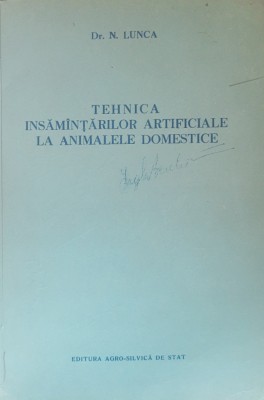 Dr. N. LUNCA
TEHNICA
INSĂMÎNȚĂRILOR ARTIFICIALE
LA ANIMALELE DOMESTICE
EDITURA AGRO-SILVICĂ DE STAT